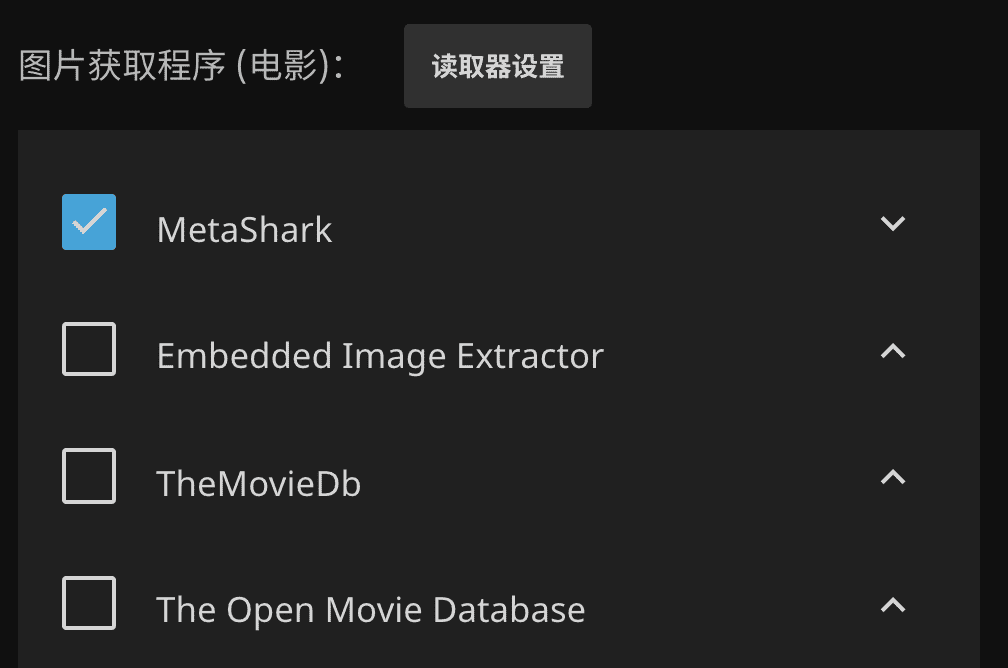 图片获取程序 (电影)：
读取器设置
MetaShark
Embedded Image Extractor
TheMovieDb
The Open Movie Database